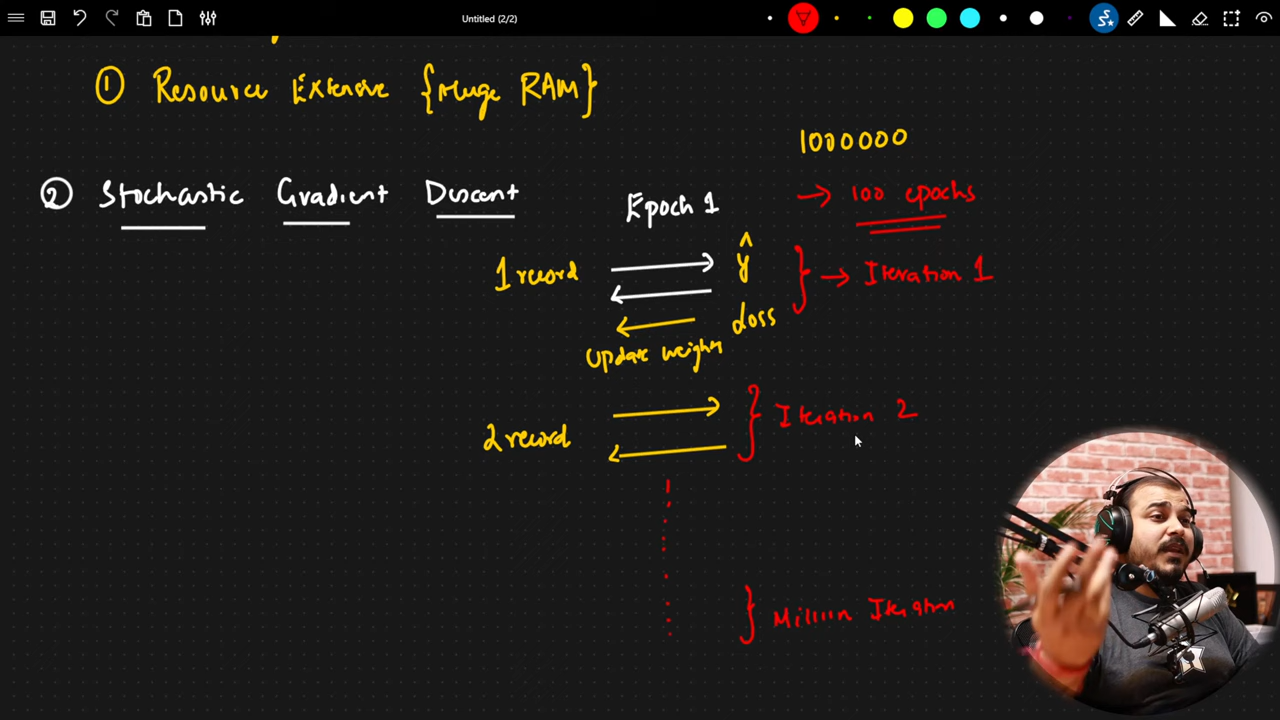 Untitled (2/2)
① Resource Extensive {Huge RAM}
1000000
② Stochastic Gradient Descent
Epoch 1
→ 100 epochs
1 record
ŷ
} → Iteration 1
Loss
Update weights
2 record
} Iteration 2
} Million Iteration